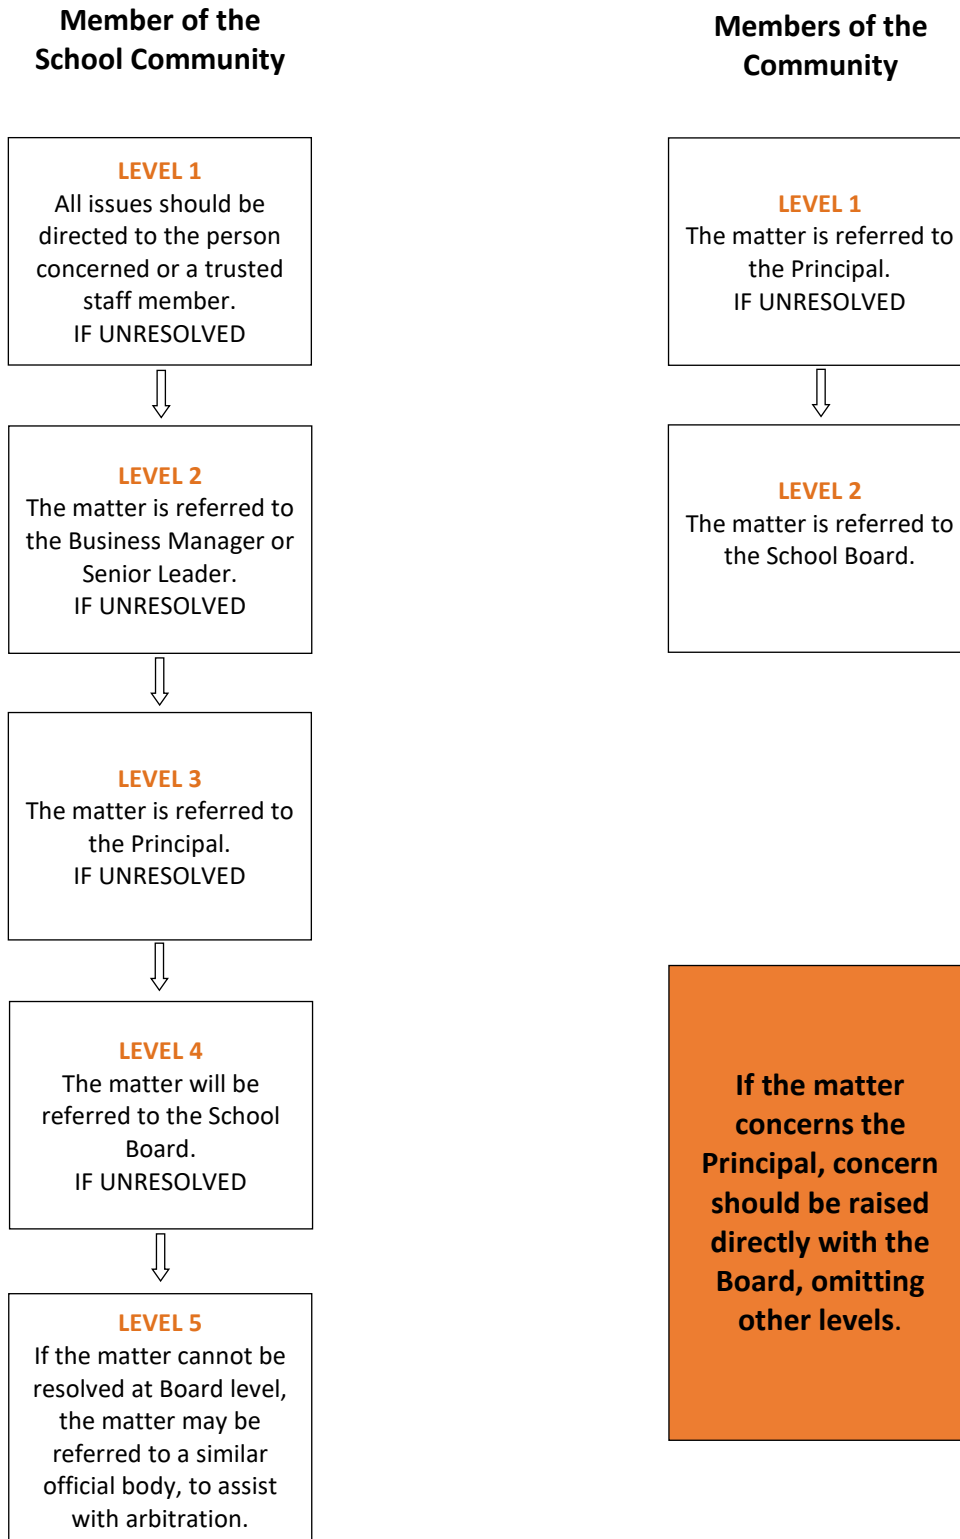 Member of the
School Community
LEVEL 1
All issues should be
directed to the person
concerned or a trusted
staff member.
IF UNRESOLVED
LEVEL 2
The matter is referred to
the Business Manager or
Senior Leader.
IF UNRESOLVED
LEVEL 3
The matter is referred to
the Principal.
IF UNRESOLVED
LEVEL 4
The matter will be
referred to the School
Board.
IF UNRESOLVED
LEVEL 5
If the matter cannot be
resolved at Board level,
the matter may be
referred to a similar
official body, to assist
with arbitration.
Members of the
Community
LEVEL 1
The matter is referred to
the Principal.
IF UNRESOLVED
LEVEL 2
The matter is referred to
the School Board.
If the matter
concerns the
Principal, concern
should be raised
directly with the
Board, omitting
other levels.